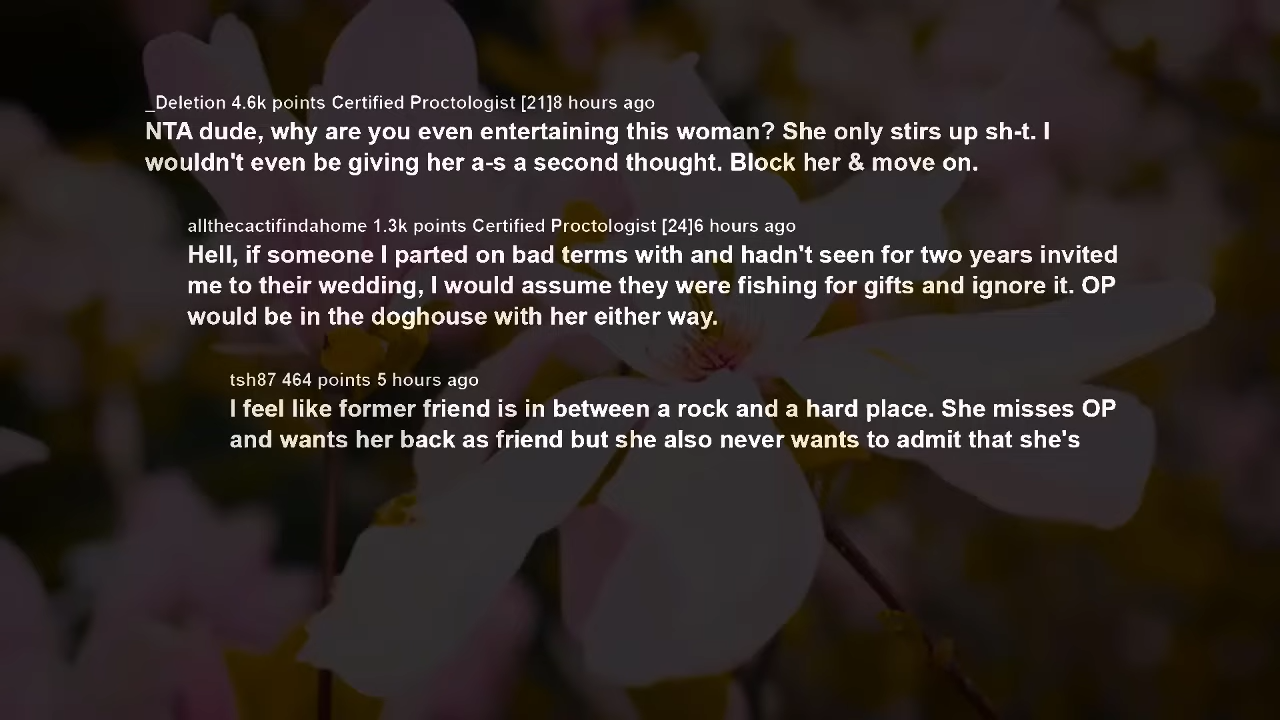 _Deletion 4.6k points Certified Proctologist [21]8 hours ago
NTA dude, why are you even entertaining this woman? She only stirs up sh-t. I
wouldn't even be giving her a-s a second thought. Block her & move on.
allthecactifindahome 1.3k points Certified Proctologist [24]6 hours ago
Hell, if someone I parted on bad terms with and hadn't seen for two years invited
me to their wedding, I would assume they were fishing for gifts and ignore it. OP
would be in the doghouse with her either way.
tsh87 464 points 5 hours ago
I feel like former friend is in between a rock and a hard place. She misses OP
and wants her back as friend but she also never wants to admit that she's